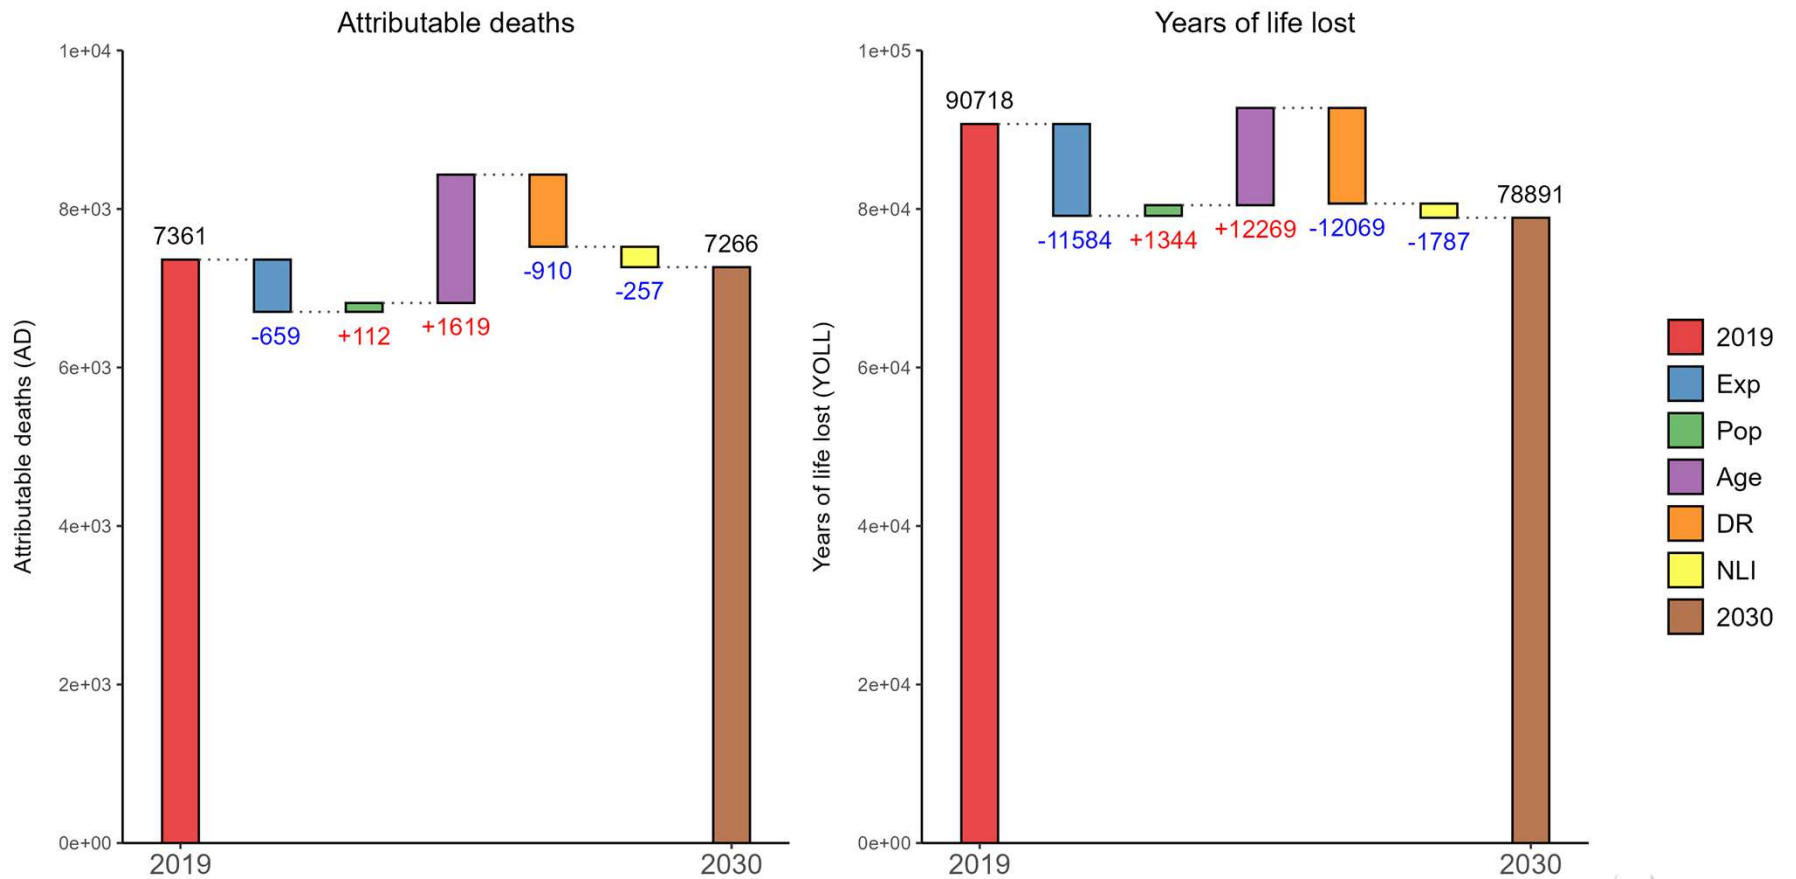 Attributable deaths
Attributable deaths (AD)
1e+04
8e+03
6e+03
4e+03
2e+03
0e+00
7361
-659
+112
+1619
-910
-257
7266
2019
2030
Years of life lost
Years of life lost (YOLL)
1e+05
8e+04
6e+04
4e+04
2e+04
0e+00
90718
-11584
+1344
+12269
-12069
-1787
78891
2019
2030
2019
Exp
Pop
Age
DR
NLI
2030